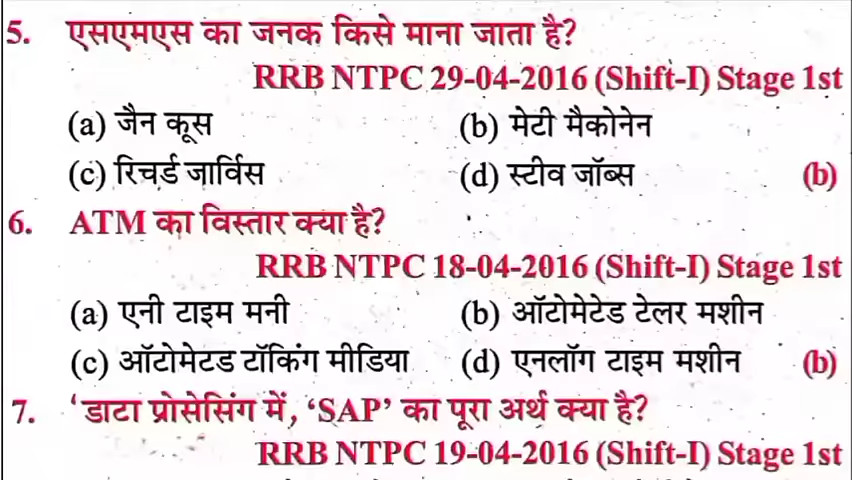 5. एसएमएस का जनक किसे माना जाता है?
RRB NTPC 29-04-2016 (Shift-I) Stage 1st
(a) जैन कूस (b) मेटी मैकोनेन
(c) रिचर्ड जार्विस (d) स्टीव जॉब्स (b)
6. ATM का विस्तार क्या है?
RRB NTPC 18-04-2016 (Shift-I) Stage 1st
(a) एनी टाइम मनी (b) ऑटोमेटेड टेलर मशीन
(c) ऑटोमेटड टॉकिंग मीडिया (d) एनलॉग टाइम मशीन (b)
7. 'डाटा प्रोसेसिंग में, 'SAP' का पूरा अर्थ क्या है?
RRB NTPC 19-04-2016 (Shift-I) Stage 1st